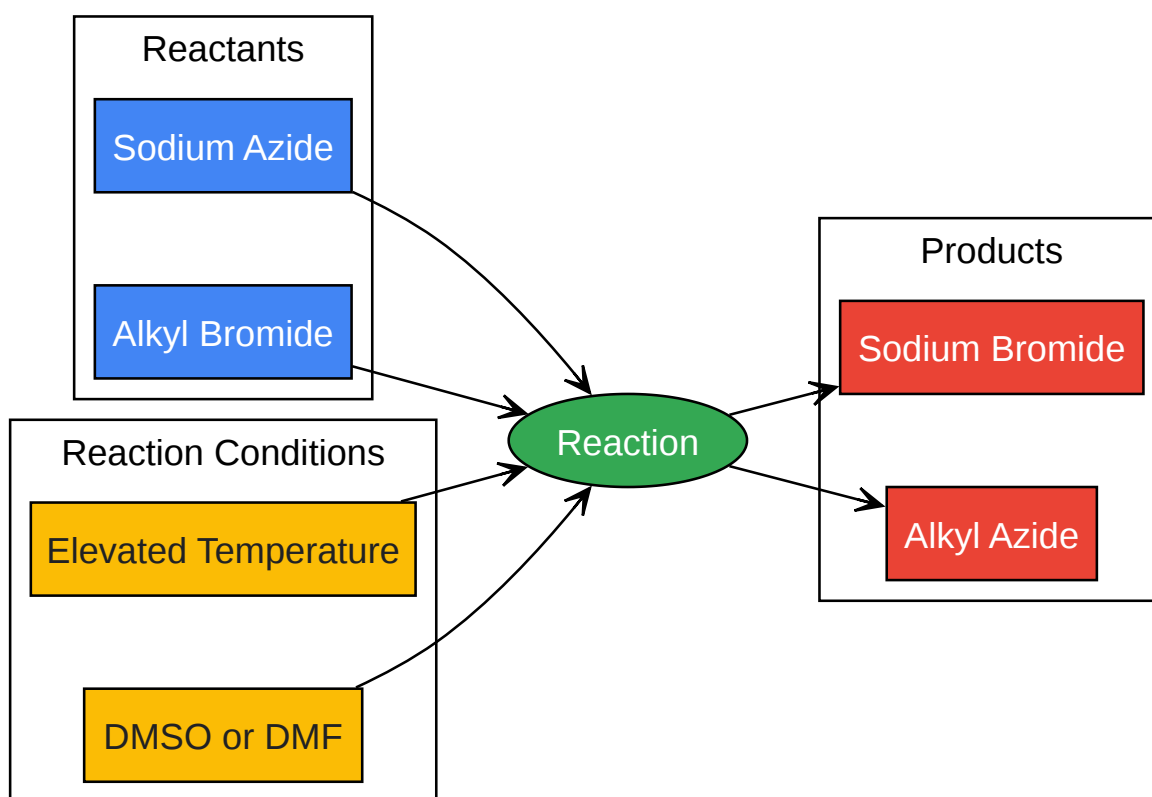 Reactants
Sodium Azide
Alkyl Bromide
Reaction Conditions
Elevated Temperature
DMSO or DMF
Reaction
Products
Sodium Bromide
Alkyl Azide